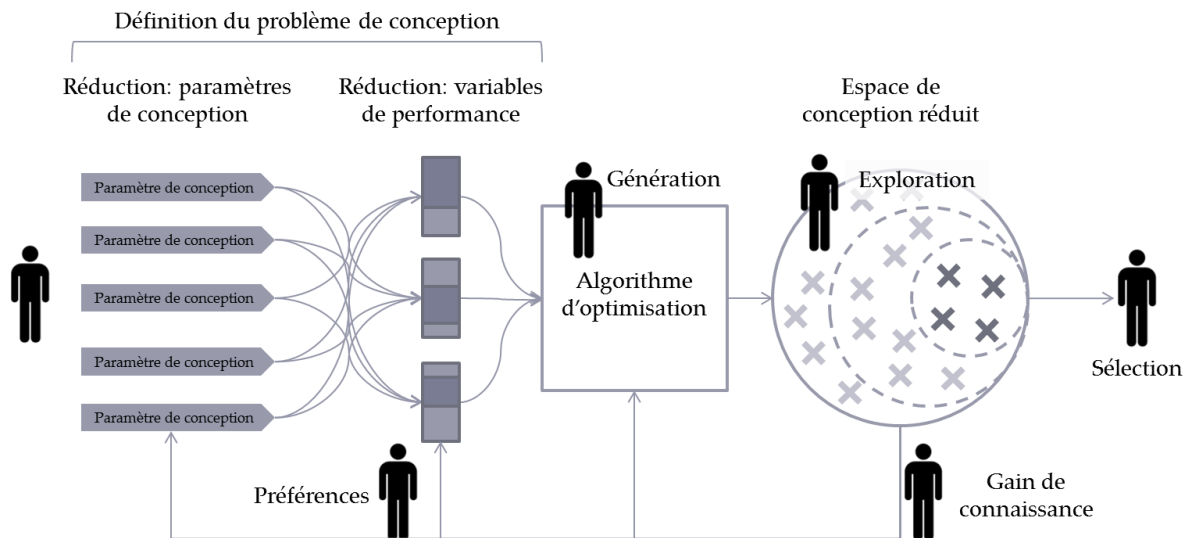 Définition du problème de conception
Réduction: paramètres
de conception
Réduction: variables
de performance
Espace de
conception réduit
Paramètre de conception
Paramètre de conception
Paramètre de conception
Paramètre de conception
Paramètre de conception
Génération
Algorithme
d'optimisation
Exploration
Sélection
Préférences
Gain de
connaissance